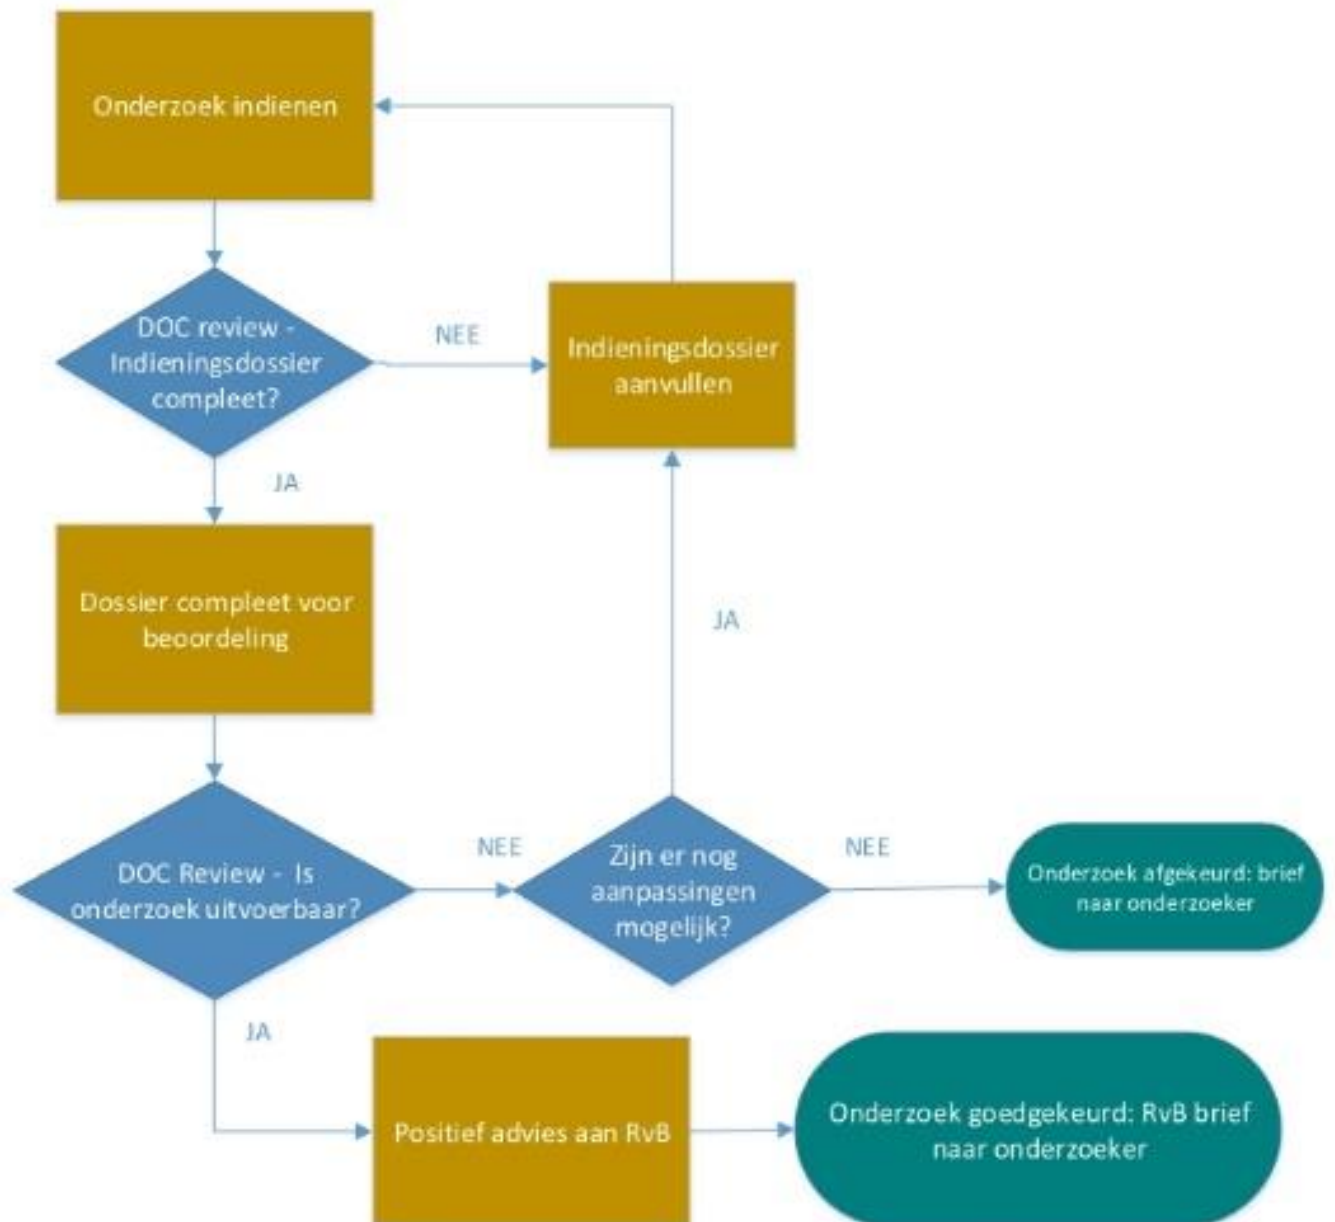 Onderzoek indienen
DOC review -
Indieningsdossier
compleet?
NEE
Indieningsdossier
aanvullen
JA
Dossier compleet voor
beoordeling
JA
DOC Review - Is
onderzoek uitvoerbaar?
NEE
Zijn er nog
aanpassingen
mogelijk?
NEE
Onderzoek afgekeurd: brief
naar onderzoeker
JA
Positief advies aan RvB
Onderzoek goedgekeurd: RvB brief
naar onderzoeker